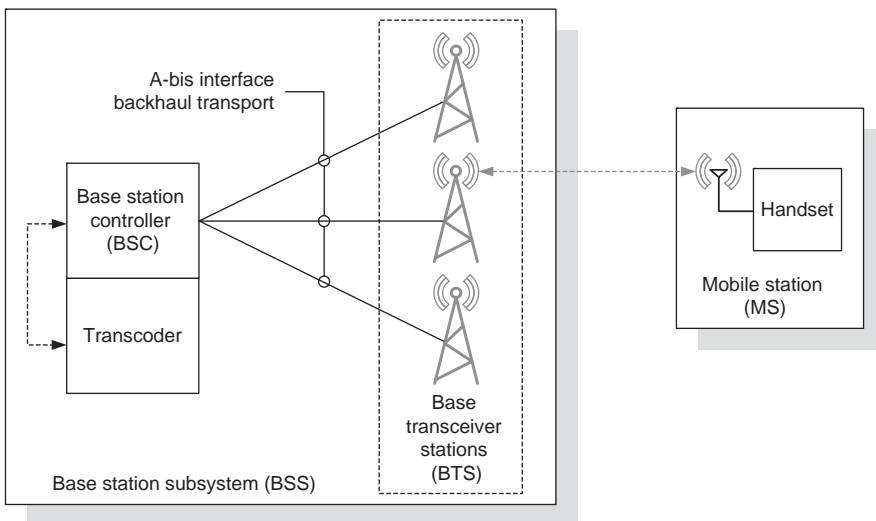 A-bis interface
backhaul transport
Base station
controller
(BSC)
Transcoder
Base
transceiver
stations
(BTS)
Base station subsystem (BSS)
Handset
Mobile station
(MS)